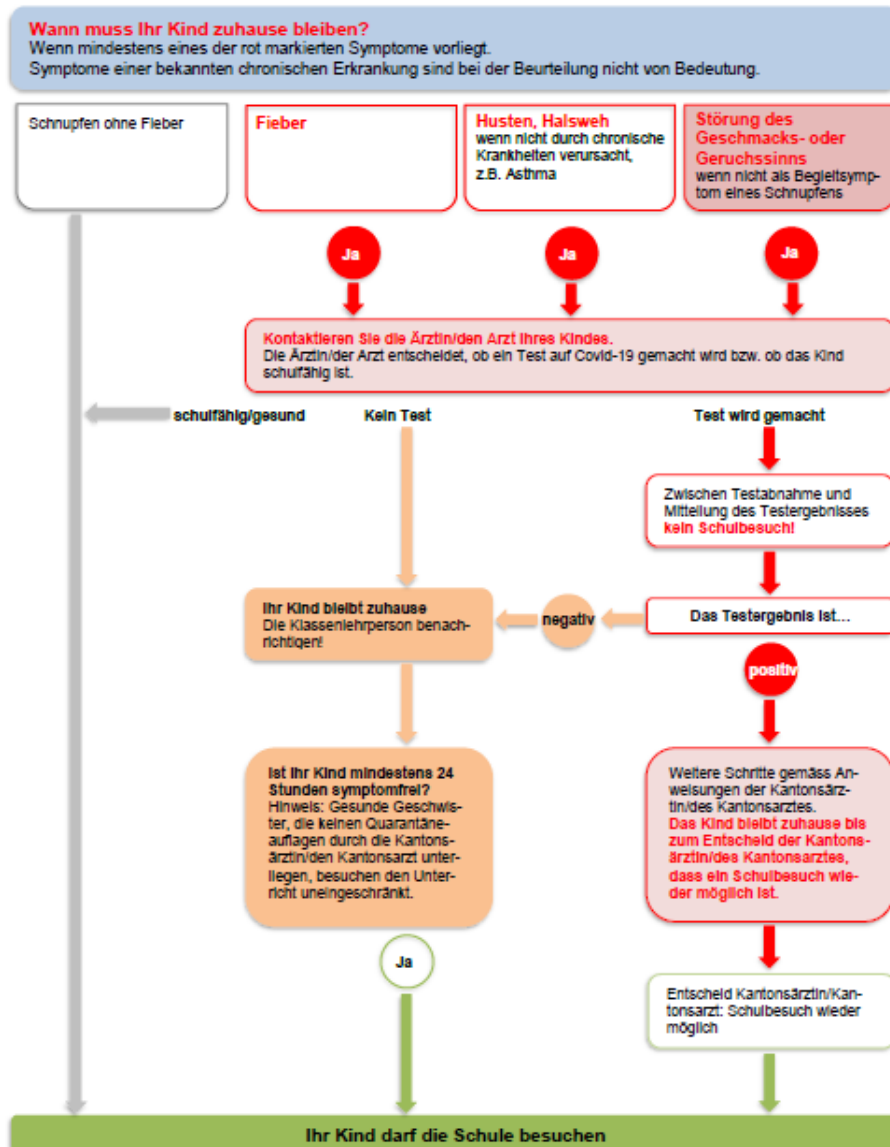 Wann muss Ihr Kind zuhause bleiben?
Wenn mindestens eines der rot markierten Symptome vorliegt.
Symptome einer bekannten chronischen Erkrankung sind bei der Beurteilung nicht von Bedeutung.
Schnupfen ohne Fieber
Fieber
Husten, Halsweh
wenn nicht durch chronische
Krankheiten verursacht,
z.B. Asthma
Störung des
Geschmacks- oder
Geruchssinns
wenn nicht als Begleitsymp-
tom eines Schnupfens
Ja
Ja
Ja
Kontaktieren Sie die Ärztin/den Arzt Ihres Kindes.
Die Ärztin/der Arzt entscheidet, ob ein Test auf Covid-19 gemacht wird bzw. ob das Kind
schulfähig ist.
schulfähig/gesund
Kein Test
Test wird gemacht
Zwischen Testabnahme und
Mitteilung des Testergebnisses
kein Schulbesuch!
Ihr Kind bleibt zuhause
Die Klassenlehrperson benach-
richtigen!
negativ
Das Testergebnis ist...
positiv
Ist Ihr Kind mindestens 24
Stunden symptomfrei?
Hinweis: Gesunde Geschwis-
ter, die keinen Quarantäne-
auflagen durch die Kantons-
ärztin/den Kantonsarzt unter-
liegen, besuchen den Unter-
richt uneingeschränkt.
Weitere Schritte gemäss An-
weisungen der Kantonsärz-
tin/des Kantonsarztes.
Das Kind bleibt zuhause bis
zum Entscheid der Kantons-
ärztin/des Kantonsarztes,
dass ein Schulbesuch wie-
der möglich ist.
Ja
Entscheid Kantonsärztin/Kan-
tonsarzt: Schulbesuch wieder
möglich
Ihr Kind darf die Schule besuchen